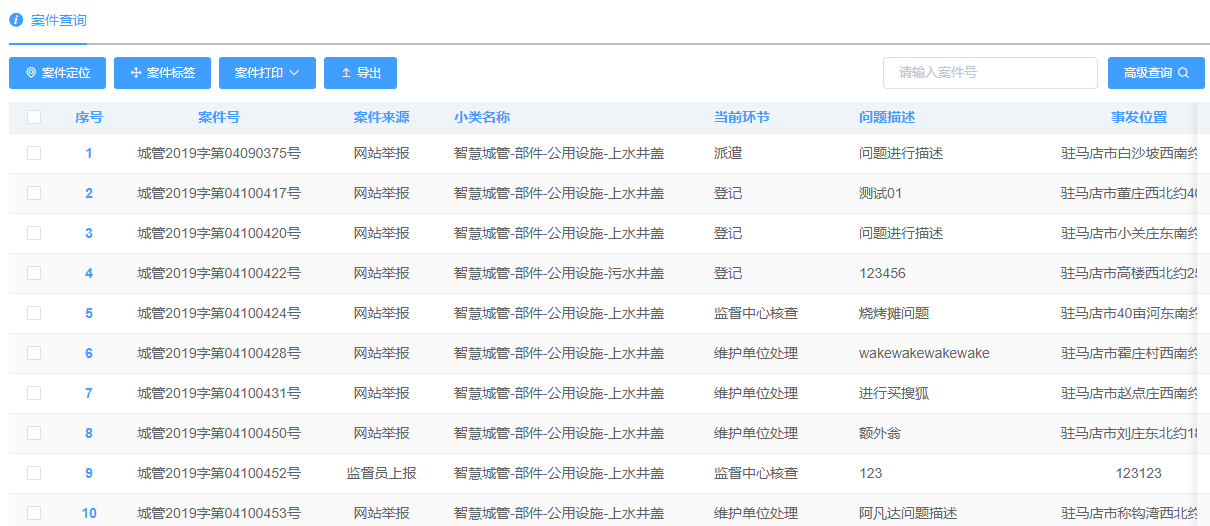 案件查询
案件定位 案件标签 案件打印 导出 请输入案件号 高级查询
序号 案件号 案件来源 小类名称 当前环节 问题描述 事发位置
1 城管2019字第04090375号 网站举报 智慧城管-部件-公用设施-上水井盖 派遣 问题进行描述 驻马店市白沙坡西南约
2 城管2019字第04100417号 网站举报 智慧城管-部件-公用设施-上水井盖 登记 测试01 驻马店市董庄西北约40
3 城管2019字第04100420号 网站举报 智慧城管-部件-公用设施-上水井盖 登记 问题进行描述 驻马店市小关庄东南约
4 城管2019字第04100422号 网站举报 智慧城管-部件-公用设施-污水井盖 登记 123456 驻马店市高楼西北约25
5 城管2019字第04100424号 网站举报 智慧城管-部件-公用设施-上水井盖 监督中心核查 烧烤摊问题 驻马店市40亩河东南约
6 城管2019字第04100428号 网站举报 智慧城管-部件-公用设施-上水井盖 维护单位处理 wakewakewakewake 驻马店市霍庄村西南约
7 城管2019字第04100431号 网站举报 智慧城管-部件-公用设施-上水井盖 维护单位处理 进行买搜狐 驻马店市赵点庄西南约
8 城管2019字第04100450号 网站举报 智慧城管-部件-公用设施-上水井盖 维护单位处理 额外翁 驻马店市刘庄东北约18
9 城管2019字第04100452号 监督员上报 智慧城管-部件-公用设施-上水井盖 监督中心核查 123 123123
10 城管2019字第04100453号 网站举报 智慧城管-部件-公用设施-上水井盖 维护单位处理 阿凡达问题描述 驻马店市称钩湾西北约